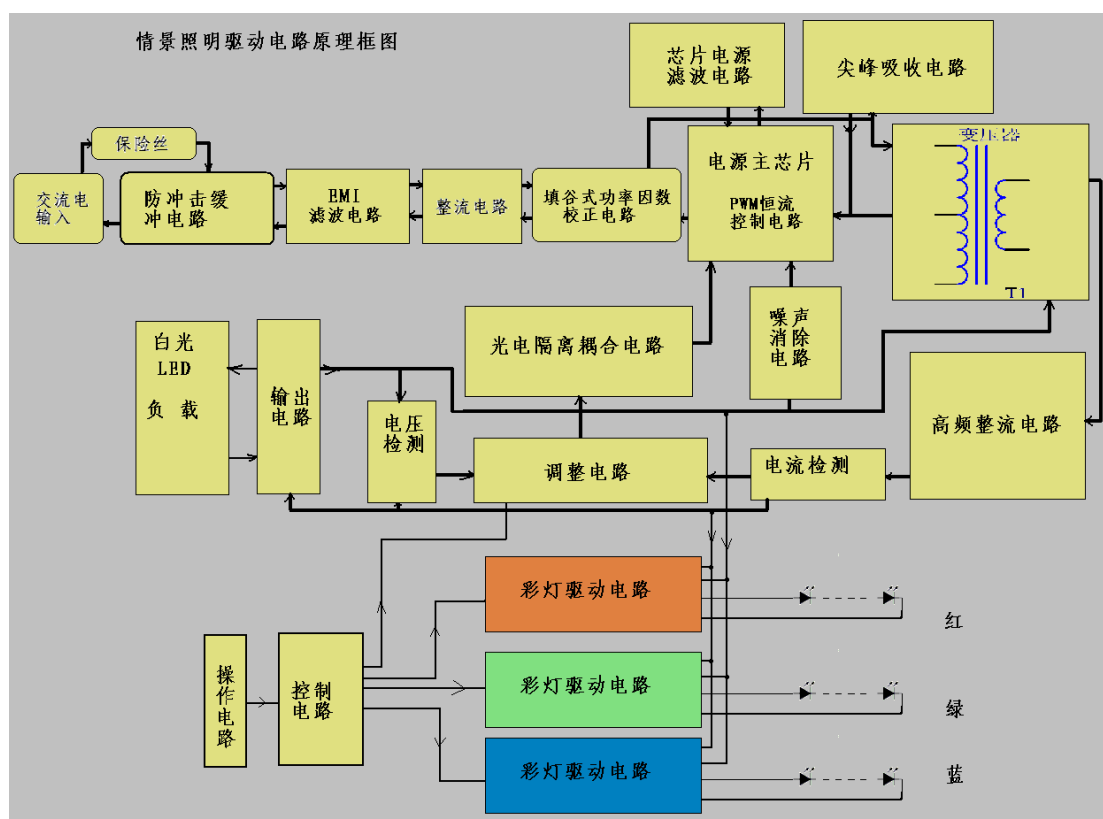 情景照明驱动电路原理框图
芯片电源
滤波电路
尖峰吸收电路
保险丝
变压器
交流电
输入
防冲击缓
冲电路
EMI
滤波电路
整流电路
填谷式功率因数
校正电路
电源主芯片
PWM恒流
控制电路
T1
白光
LED
负载
输出
电路
电压
检测
光电隔离耦合电路
噪声
消除
电路
高频整流电路
调整电路
电流检测
彩灯驱动电路
红
操作电路
控制
电路
彩灯驱动电路
绿
彩灯驱动电路
蓝